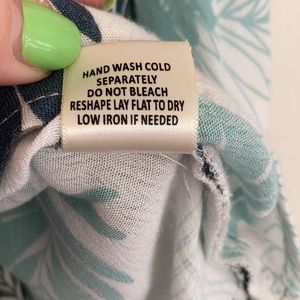 HAND WASH COLD
SEPARATELY
DO NOT BLEACH
RESHAPE LAY FLAT TO DRY
LOW IRON IF NEEDED